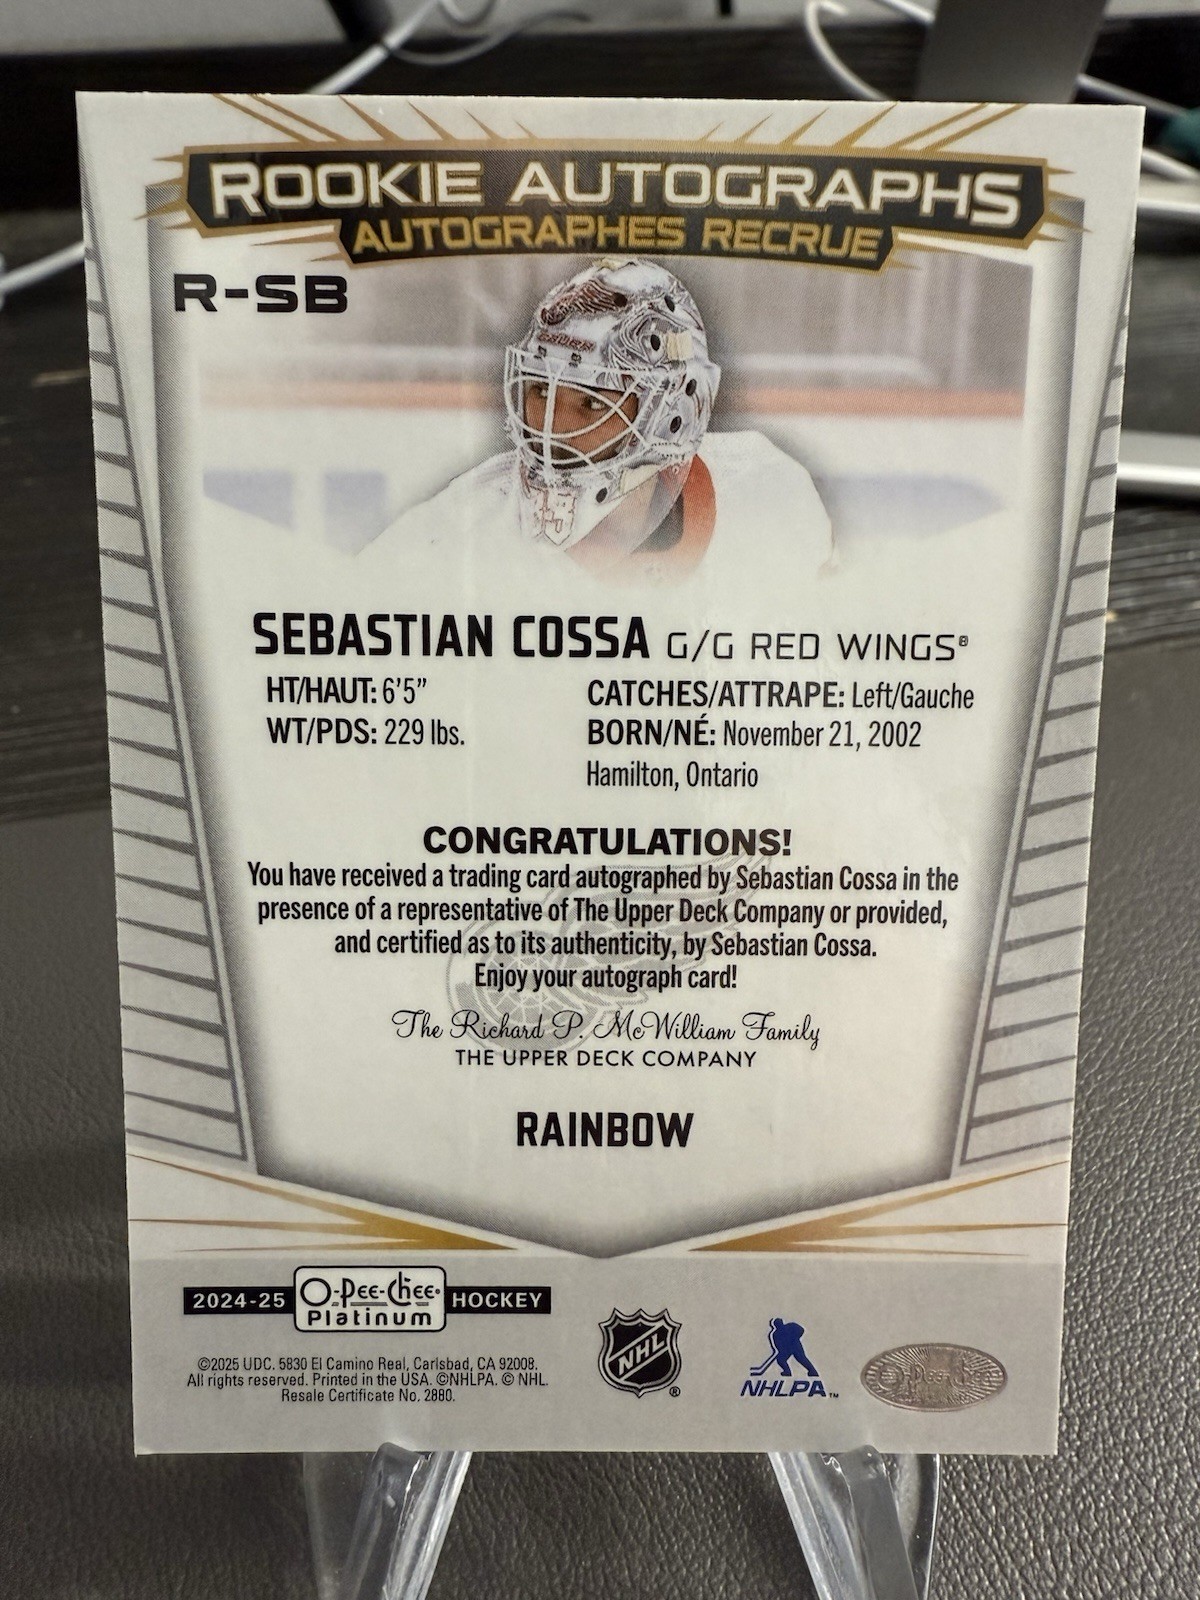 ROOKIE AUTOGRAPHS
AUTOGRAPHES RECRUE
R-SB
SEBASTIAN COSSA G/G RED WINGS®
HT/HAUT: 6'5"
WT/PDS: 229 lbs.
CATCHES/ATTRAPE: Left/Gauche
BORN/NÉ: November 21, 2002
Hamilton, Ontario
CONGRATULATIONS!
You have received a trading card autographed by Sebastian Cossa in the
presence of a representative of The Upper Deck Company or provided,
and certified as to its authenticity, by Sebastian Cossa.
Enjoy your autograph card!
The Richard P. McWilliam Family
THE UPPER DECK COMPANY
RAINBOW
2024-25 O-Pee-Chee® Platinum HOCKEY
©2025 UDC. 5830 El Camino Real, Carlsbad, CA 92008.
All rights reserved. Printed in the USA. ©NHLPA. © NHL.
Resale Certificate No. 2880.
NHL®
NHLPA™
O-Pee-Chee